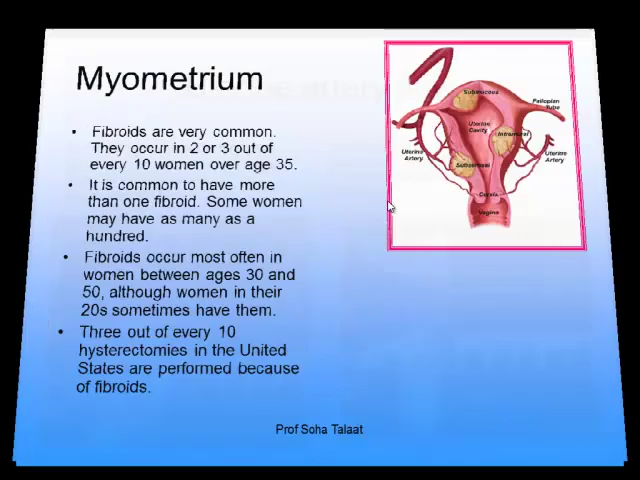 Myometrium
• Fibroids are very common.
They occur in 2 or 3 out of
every 10 women over age 35.
• It is common to have more
than one fibroid. Some women
may have as many as a
hundred.
• Fibroids occur most often in
women between ages 30 and
50, although women in their
20s sometimes have them.
• Three out of every 10
hysterectomies in the United
States are performed because
of fibroids.
Submucous
Fallopian
Tube
Uterine
Cavity
Intramural
Uterine
Artery
Uterine
Artery
Subserosal
Cervix
Vagina
Prof Soha Talaat